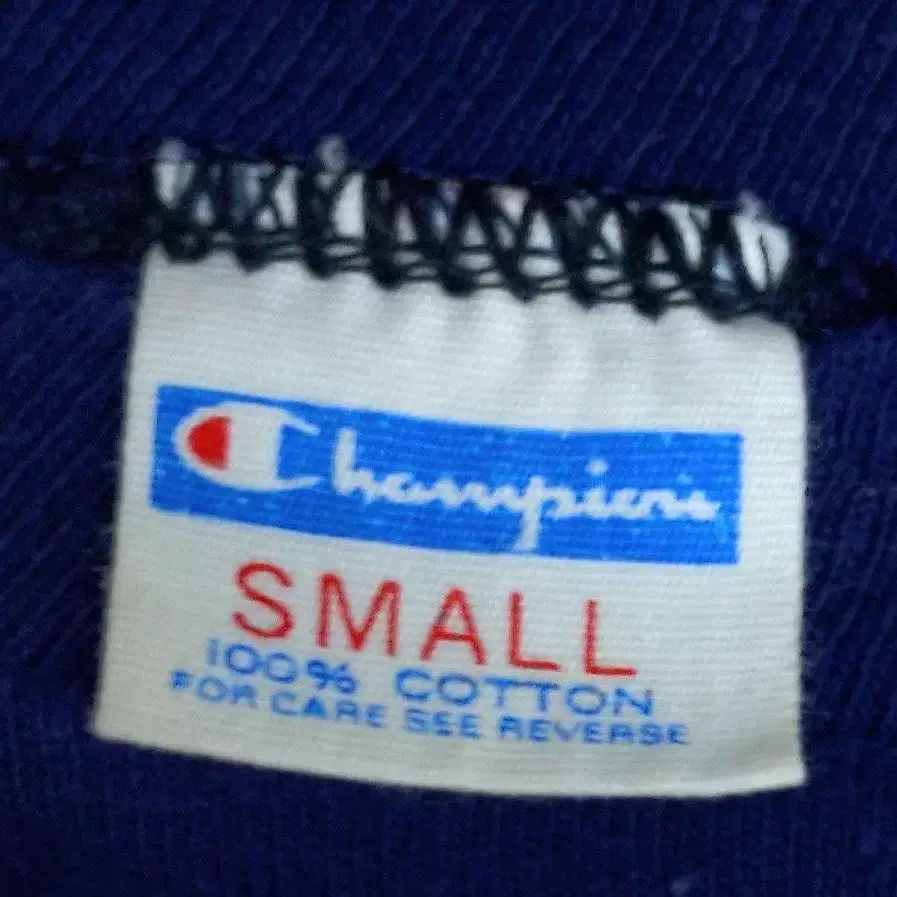 Champion
SMALL
100% COTTON
FOR CARE SEE REVERSE